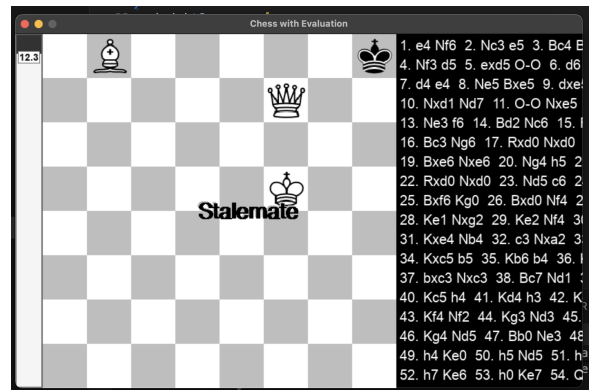 Chess with Evaluation
12.3
1. e4 Nf6 2. Nc3 e5 3. Bc4 B
4. Nf3 d5 5. exd5 O-O 6. d6
7. d4 e4 8. Ne5 Bxe5 9. dxe5
10. Nxd1 Nd7 11. O-O Nxe5
13. Ne3 f6 14. Bd2 Nc6 15.
16. Bc3 Ng6 17. Rxd0 Nxd0
19. Bxe6 Nxe6 20. Ng4 h5 2
22. Rxd0 Nxd0 23. Nd5 c6 2
25. Bxf6 Kg0 26. Bxd0 Nf4 2
Stalemate
28. Ke1 Nxg2 29. Ke2 Nf4 30
31. Kxe4 Nb4 32. c3 Nxa2 33
34. Kxc5 b5 35. Kb6 b4 36.
37. bxc3 Nxc3 38. Bc7 Nd1
40. Kc5 h4 41. Kd4 h3 42. K
43. Kf4 Nf2 44. Kg3 Nd3 45.
46. Kg4 Nd5 47. Bb0 Ne3 48
49. h4 Ke0 50. h5 Nd5 51. h
52. h7 Ke6 53. h0 Ke7 54. Q